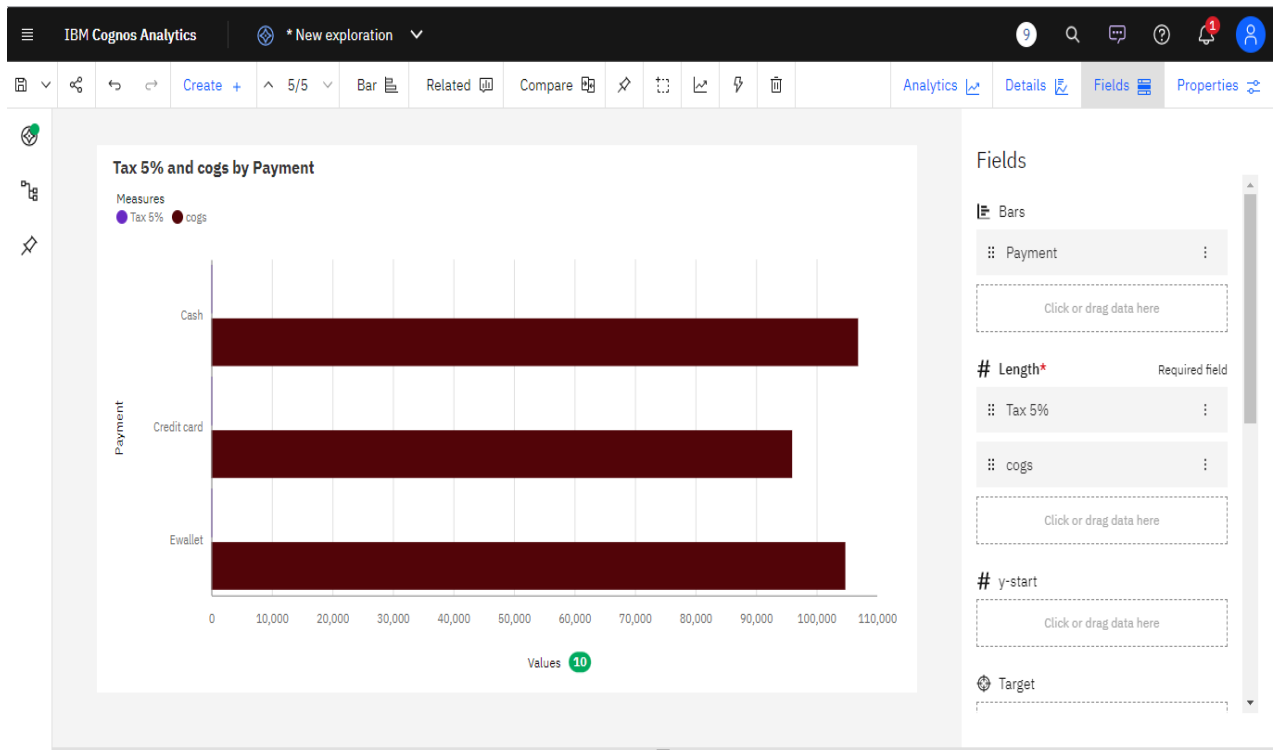 IBM Cognos Analytics
* New exploration
9
1
Create +
5/5
Bar
Related
Compare
Analytics
Details
Fields
Properties
Tax 5% and cogs by Payment
Measures
Tax 5% cogs
Payment
Cash
Credit card
Ewallet
0 10,000 20,000 30,000 40,000 50,000 60,000 70,000 80,000 90,000 100,000 110,000
Values 10
Fields
Bars
Payment
Click or drag data here
# Length* Required field
Tax 5%
cogs
Click or drag data here
# y-start
Click or drag data here
Target